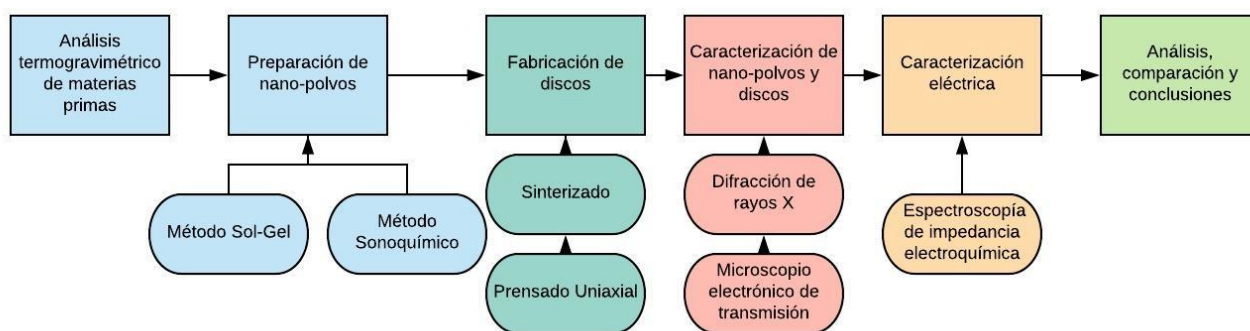 Análisis
termogravimétrico
de materias
primas
Preparación de
nano-polvos
Fabricación de
discos
Caracterización de
nano-polvos y
discos
Caracterización
eléctrica
Análisis,
comparación y
conclusiones
Método Sol-Gel
Método
Sonoquímico
Sinterizado
Prensado Uniaxial
Difracción de
rayos X
Microscopio
electrónico de
transmisión
Espectroscopía
de impedancia
electroquímica